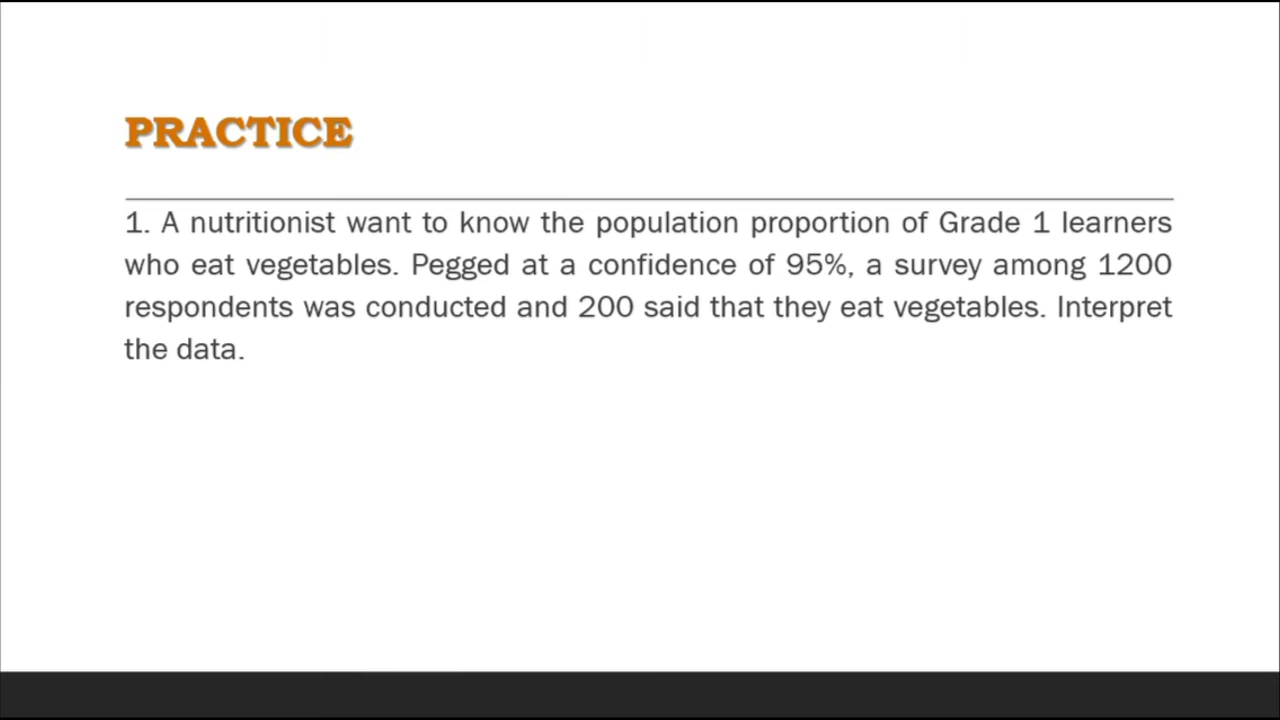 PRACTICE
1. A nutritionist want to know the population proportion of Grade 1 learners
who eat vegetables. Pegged at a confidence of 95%, a survey among 1200
respondents was conducted and 200 said that they eat vegetables. Interpret
the data.